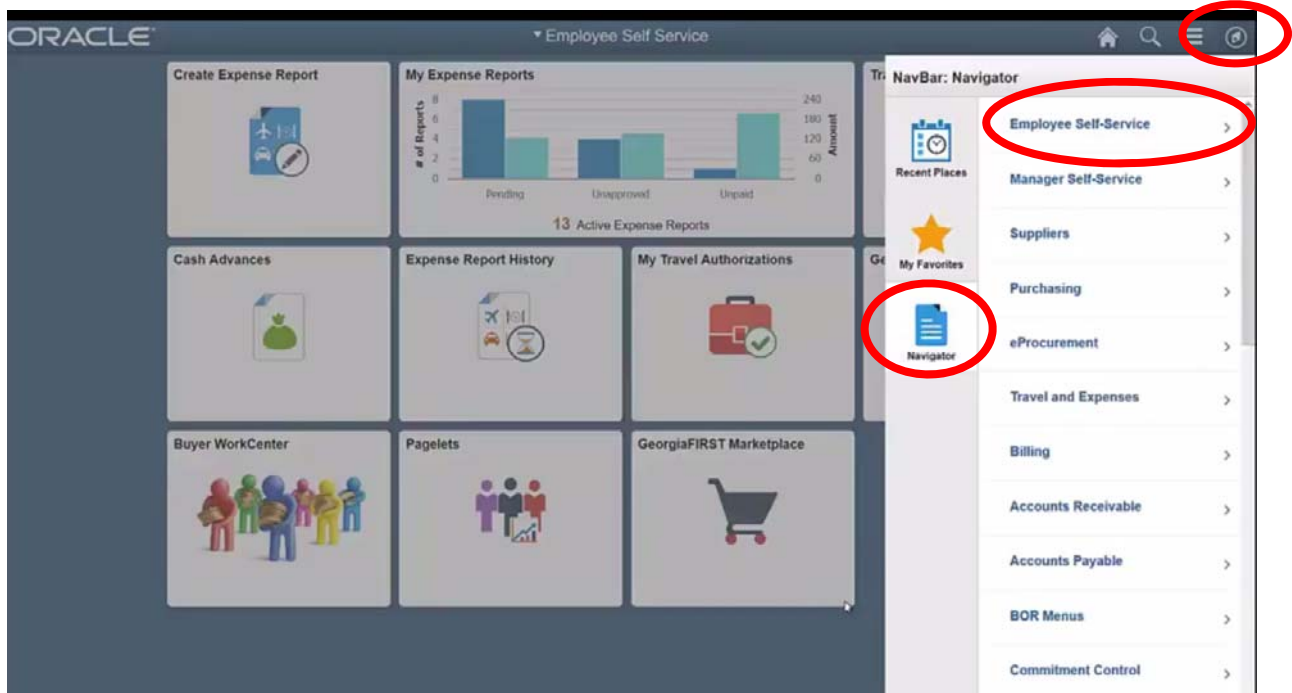 ORACLE
Employee Self Service
Create Expense Report
My Expense Reports
# of Reports
8
6
4
2
0
240
180
120
60
0
Amount
Pending
Unapproved
Unpaid
13 Active Expense Reports
Cash Advances
Expense Report History
My Travel Authorizations
Buyer WorkCenter
Pagelets
GeorgiaFIRST Marketplace
Tra
Ge
NavBar: Navigator
Recent Places
My Favorites
Navigator
Employee Self-Service
Manager Self-Service
Suppliers
Purchasing
eProcurement
Travel and Expenses
Billing
Accounts Receivable
Accounts Payable
BOR Menus
Commitment Control